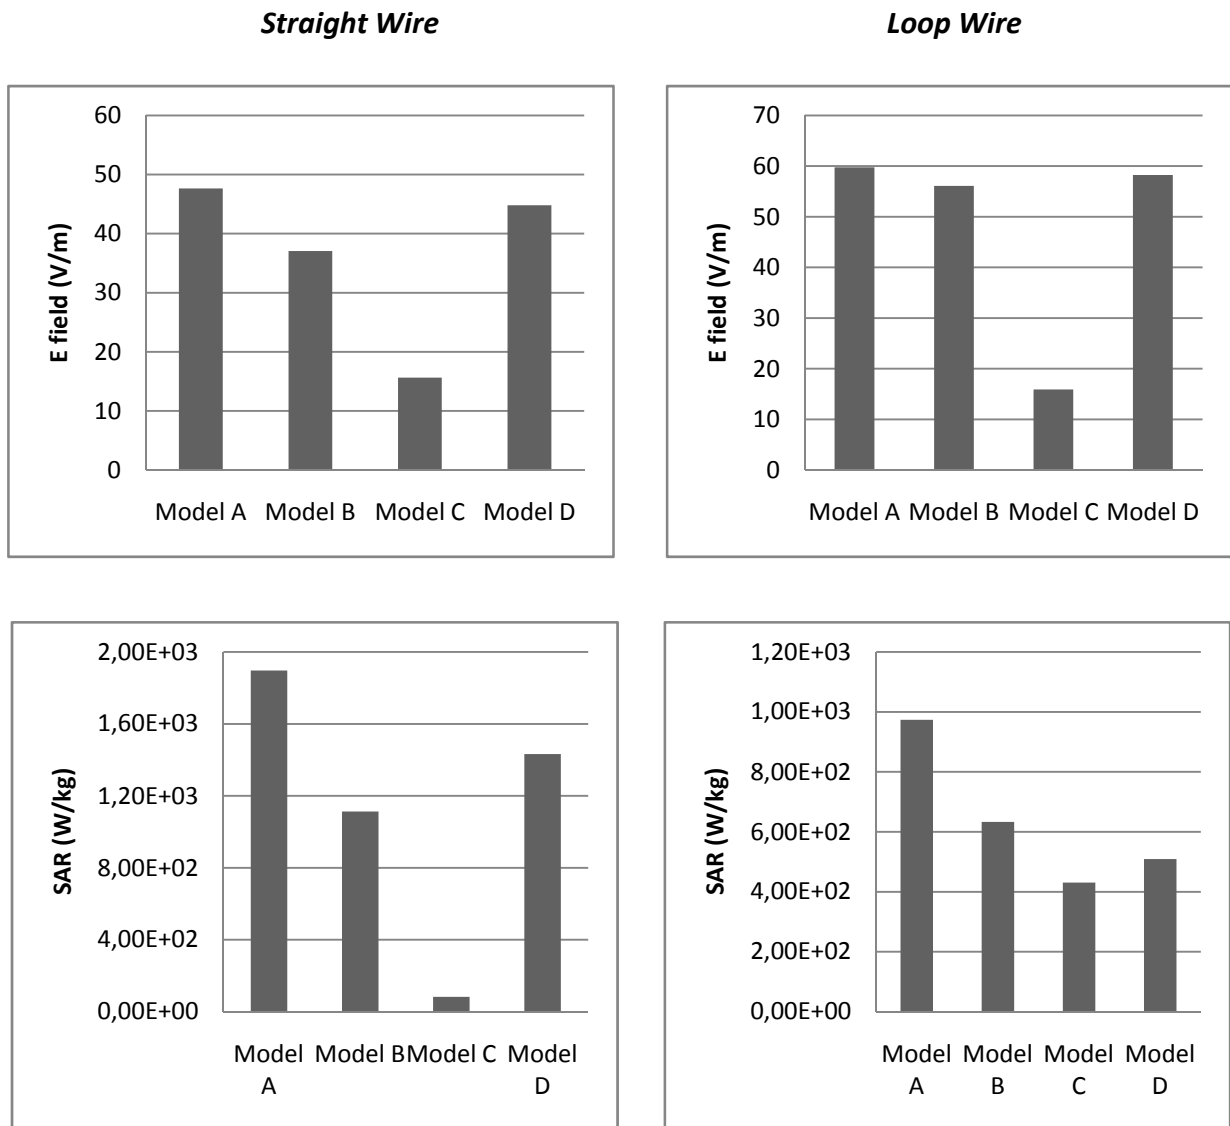 Straight Wire
Loop Wire
60
50
40
30
20
10
0
E field (V/m)
Model A Model B Model C Model D
70
60
50
40
30
20
10
0
E field (V/m)
Model A Model B Model C Model D
2,00E+03
1,60E+03
1,20E+03
8,00E+02
4,00E+02
0,00E+00
SAR (W/kg)
Model Model BModel C Model
A D
1,20E+03
1,00E+03
8,00E+02
6,00E+02
4,00E+02
2,00E+02
0,00E+00
SAR (W/kg)
Model Model Model Model
A B C D